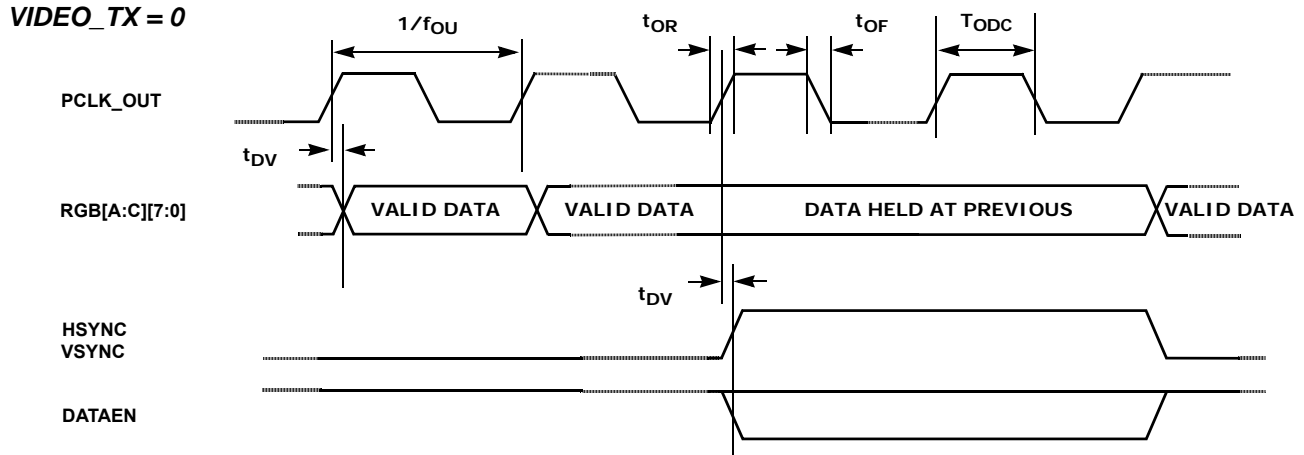 VIDEO_TX = 0
1/fOU
tOR
tOF
TODC
PCLK_OUT
tDV
RGB[A:C][7:0]
VALID DATA
VALID DATA
DATA HELD AT PREVIOUS
VALID DATA
tDV
HSYNC
VSYNC
DATAEN